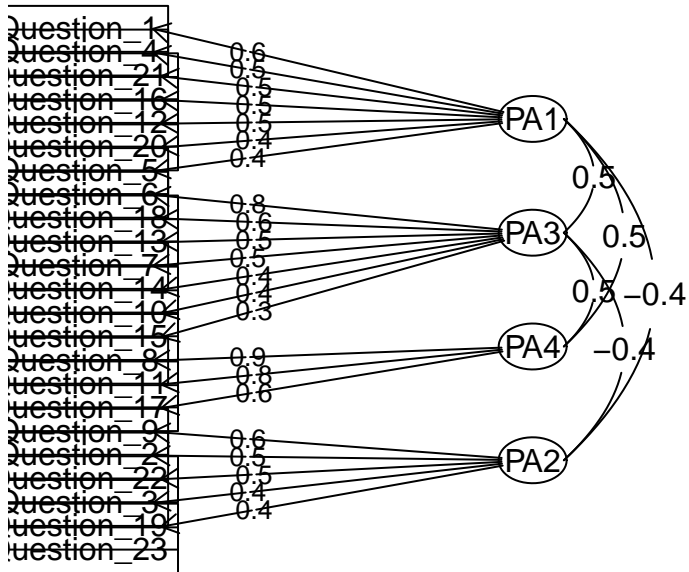 Question_1
Question_4
Question_21
Question_16
Question_12
Question_20
Question_5
Question_6
Question_18
Question_13
Question_7
Question_14
Question_10
Question_15
Question_8
Question_11
Question_17
Question_9
Question_2
Question_22
Question_3
Question_19
Question_23
0.6
0.5
0.5
0.5
0.5
0.4
0.4
0.8
0.6
0.5
0.5
0.4
0.4
0.3
0.9
0.8
0.6
0.6
0.5
0.5
0.4
0.4
PA1
PA3
PA4
PA2
0.5
0.5
0.5
−0.4
−0.4